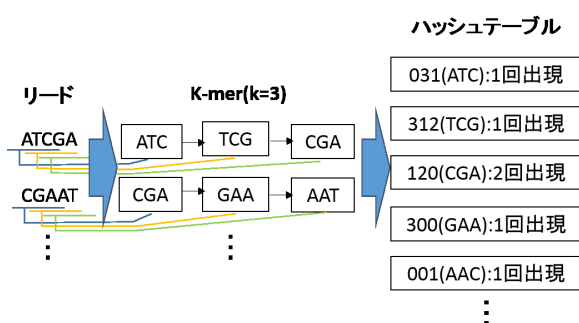 ハッシュテーブル
リード
K-mer(k=3)
031(ATC):1回出現
ATCGA
ATC
TCG
CGA
312(TCG):1回出現
120(CGA):2回出現
CGAAT
CGA
GAA
AAT
300(GAA):1回出現
001(AAC):1回出現